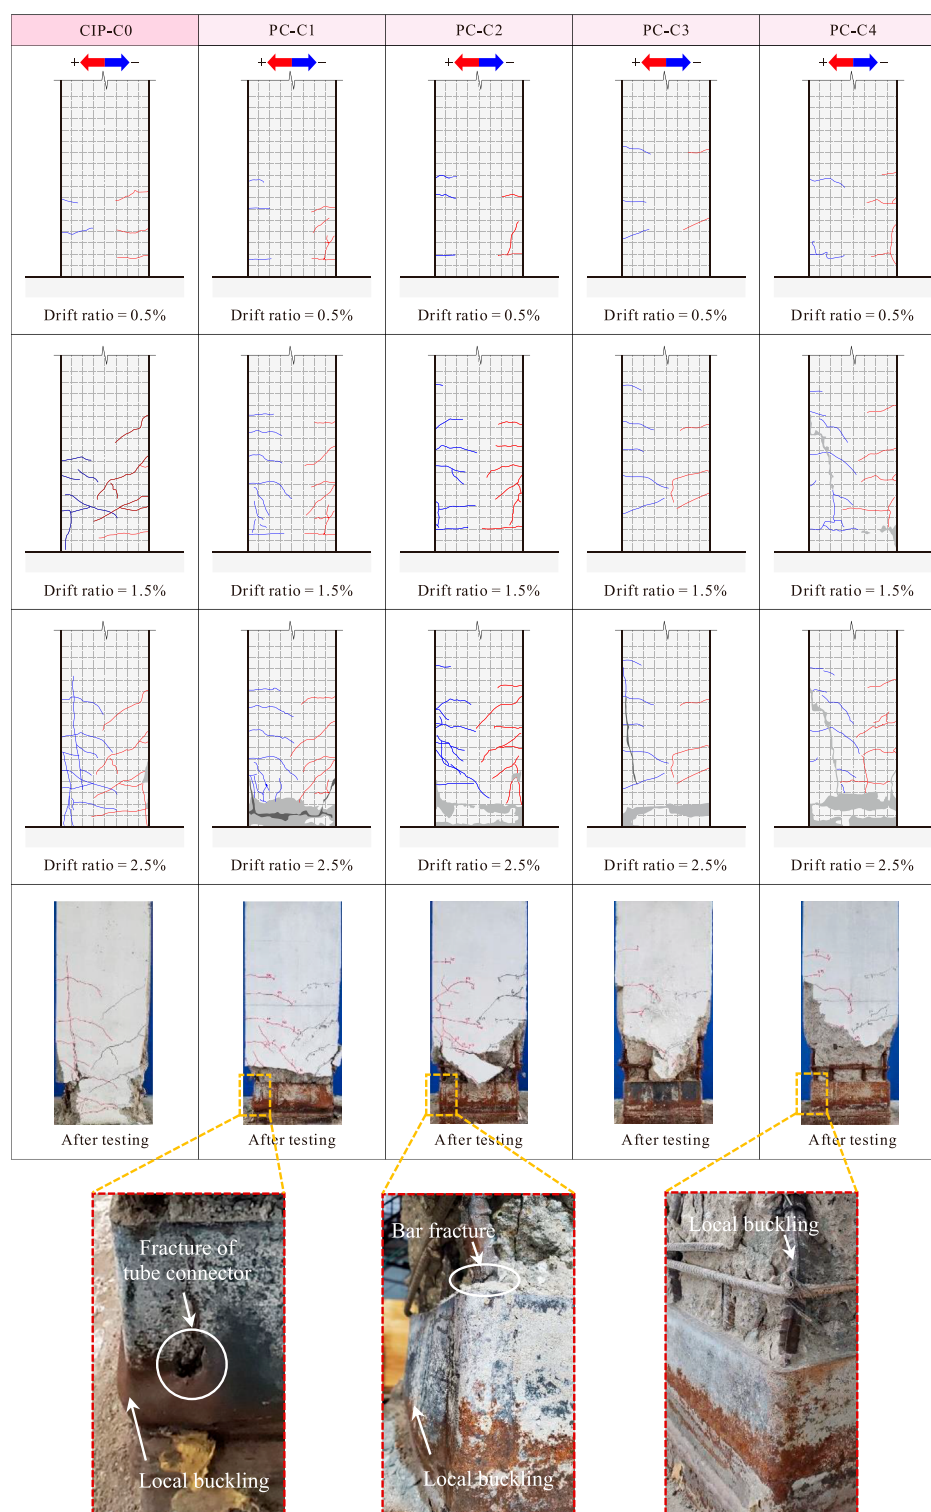 CIP-C0 PC-C1 PC-C2 PC-C3 PC-C4
+ − + − + − + − + −
Drift ratio = 0.5% Drift ratio = 0.5% Drift ratio = 0.5% Drift ratio = 0.5% Drift ratio = 0.5%
Drift ratio = 1.5% Drift ratio = 1.5% Drift ratio = 1.5% Drift ratio = 1.5% Drift ratio = 1.5%
Drift ratio = 2.5% Drift ratio = 2.5% Drift ratio = 2.5% Drift ratio = 2.5% Drift ratio = 2.5%
After testing After testing After testing After testing After testing
Fracture of
tube connector
Local buckling
Bar fracture
Local buckling
Local buckling